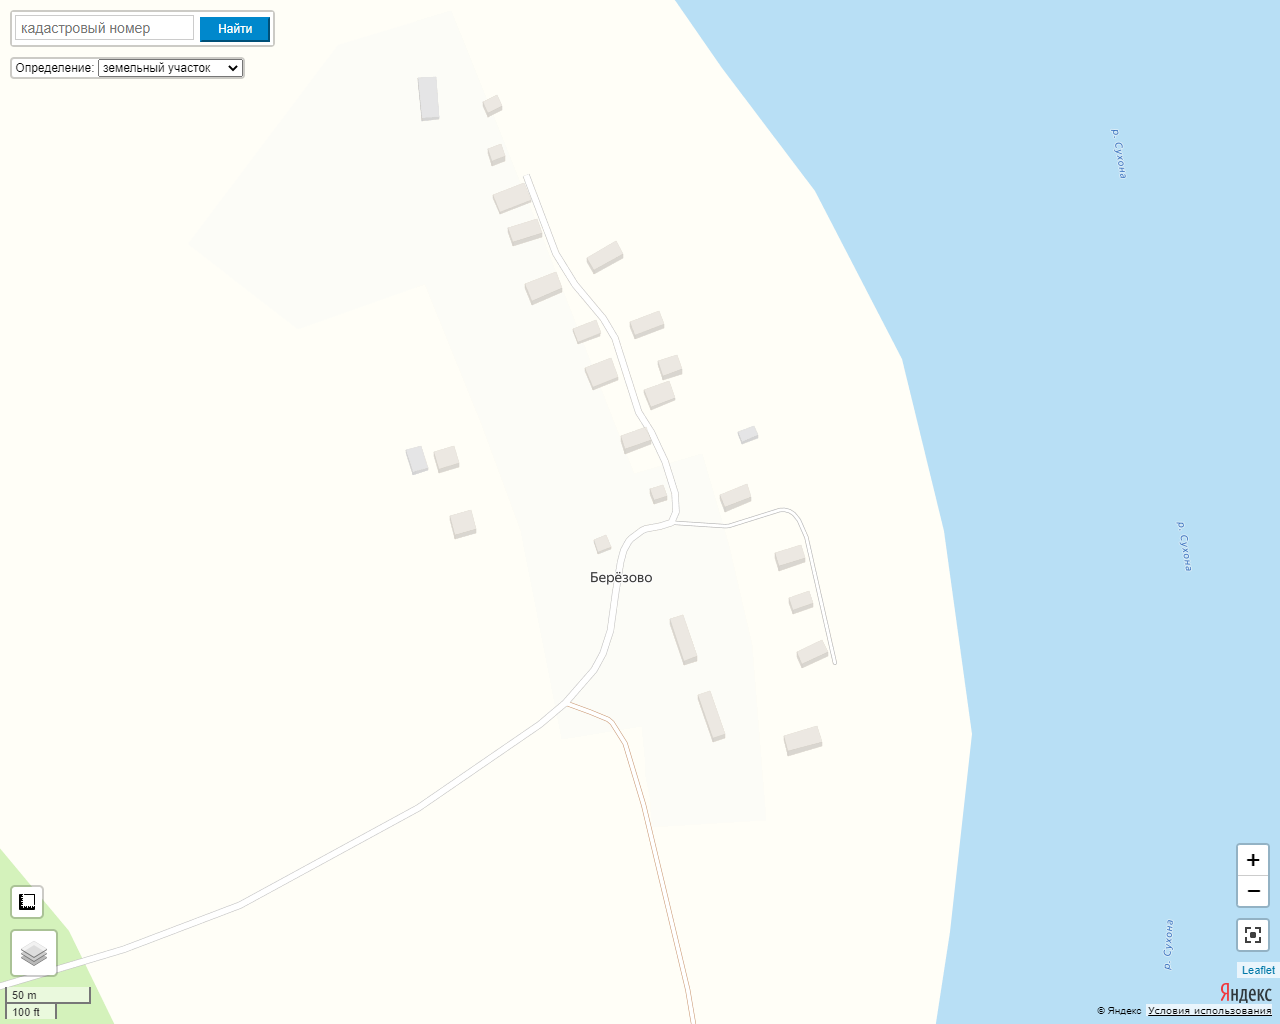 кадастровый номер
Найти
Определение: земельный участок
р. Сухона
р. Сухона
Берёзово
+
−
р. Сухона
Leaflet
50 m
Яндекс
100 ft
© Яндекс Условия использования